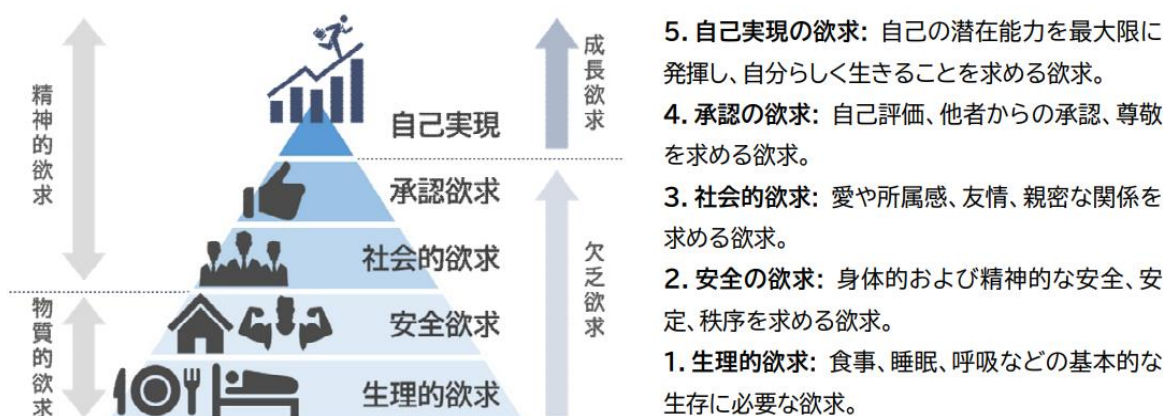 精神的欲求
物質的欲求
自己実現
承認欲求
社会的欲求
安全欲求
生理的欲求
成長欲求
欠乏欲求
5. 自己実現の欲求: 自己の潜在能力を最大限に
発揮し、自分らしく生きることを求める欲求。
4. 承認の欲求: 自己評価、他者からの承認、尊敬
を求める欲求。
3. 社会的欲求: 愛や所属感、友情、親密な関係を
求める欲求。
2. 安全の欲求: 身体的および精神的な安全、安
定、秩序を求める欲求。
1. 生理的欲求: 食事、睡眠、呼吸などの基本的な
生存に必要な欲求。